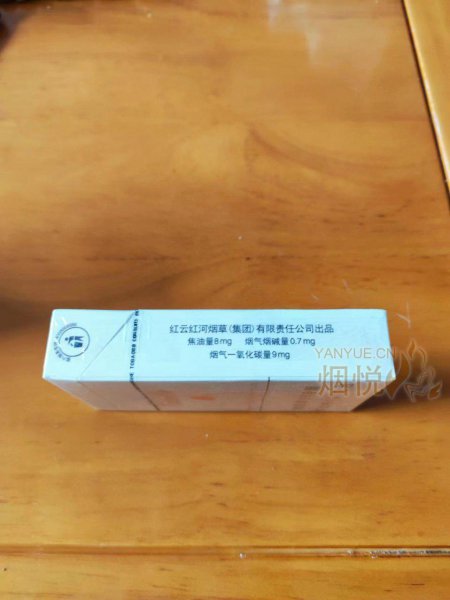 红云红河烟草(集团)有限责任公司出品
焦油量8mg 烟气烟碱量0.7mg
烟气一氧化碳量9mg
YANYUE.CN
烟悦